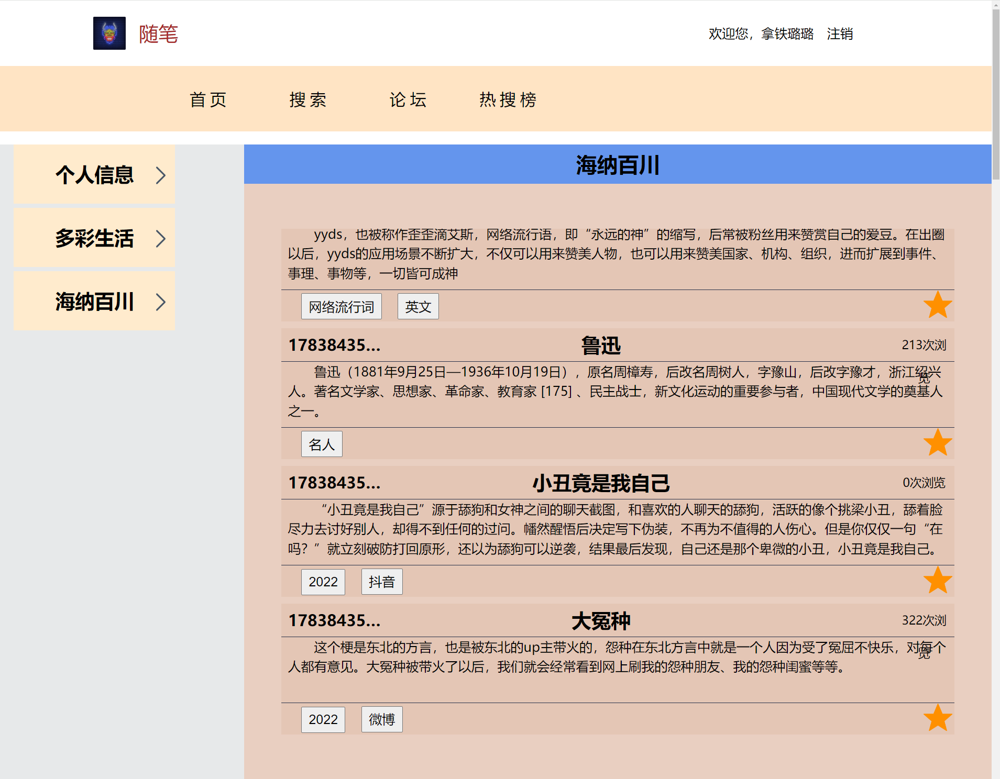 随笔
欢迎您，拿铁璐璐 注销
首页 搜索 论坛 热搜榜
个人信息
多彩生活
海纳百川
海纳百川
yyds，也被称作歪歪滴艾斯，网络流行语，即“永远的神”的缩写，后常被粉丝用来赞赏自己的爱豆。在出圈
以后，yyds的应用场景不断扩大，不仅可以用来赞美人物，也可以用来赞美国家、机构、组织，进而扩展到事件、
事理、事物等，一切皆可成神
网络流行词 英文
17838435... 鲁迅 213次浏
览
鲁迅（1881年9月25日—1936年10月19日），原名周樟寿，后改名周树人，字豫山，后改字豫才，浙江绍兴
人。著名文学家、思想家、革命家、教育家 [175] 、民主战士，新文化运动的重要参与者，中国现代文学的奠基人
之一。
名人
17838435... 小丑竟是我自己 0次浏览
“小丑竟是我自己”源于舔狗和女神之间的聊天截图，和喜欢的人聊天的舔狗，活跃的像个挑梁小丑，舔着脸
尽力去讨好别人，却得不到任何的过问。幡然醒悟后决定写下伪装，不再为不值得的人伤心。但是你仅仅一句“在
吗？”就立刻破防打回原形，还以为舔狗可以逆袭，结果最后发现，自己还是那个卑微的小丑，小丑竟是我自己。
2022 抖音
17838435... 大冤种 322次浏
览
这个梗是东北的方言，也是被东北的up主带火的，怨种在东北方言中就是一个人因为受了冤屈不快乐，对每个
人都有意见。大冤种被带火了以后，我们就会经常看到网上刷我的怨种朋友、我的怨种闺蜜等等。
2022 微博